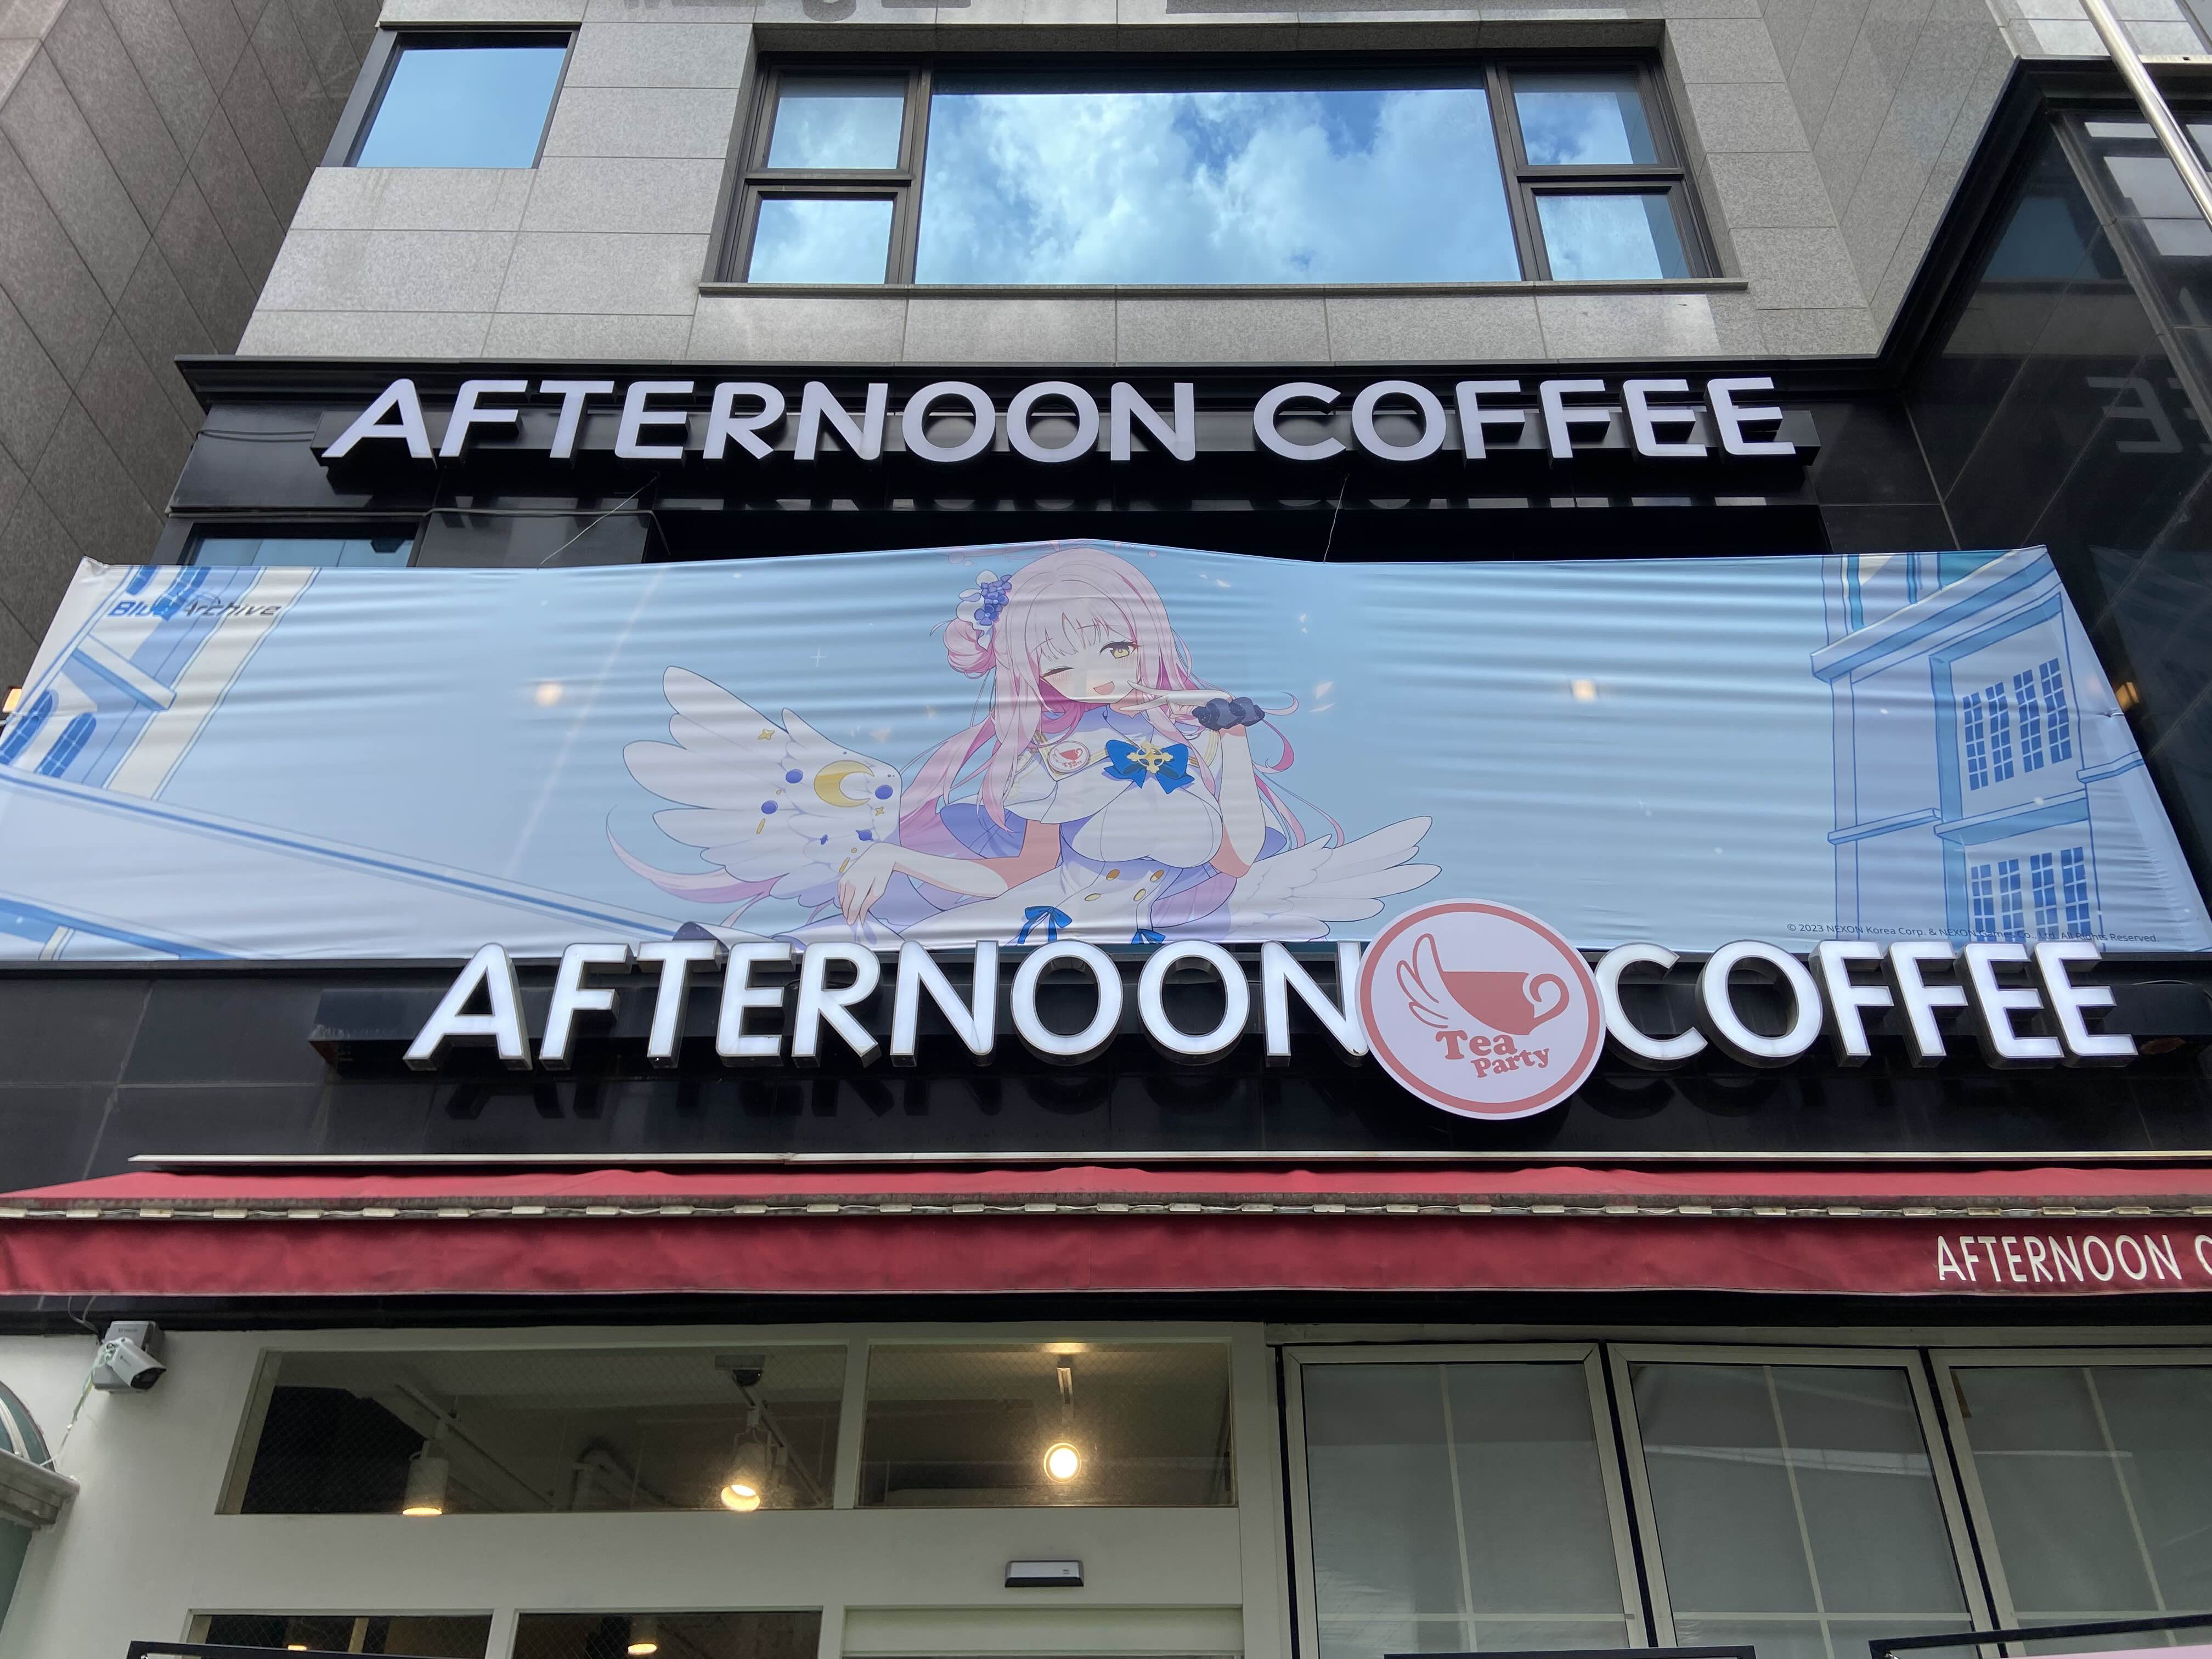 AFTERNOON COFFEE
Blue Archive
© 2023 NEXON Korea Corp. & NEXON Games Co., Ltd. All Rights Reserved.
AFTERNOON COFFEE
Tea
Party
AFTERNOON C